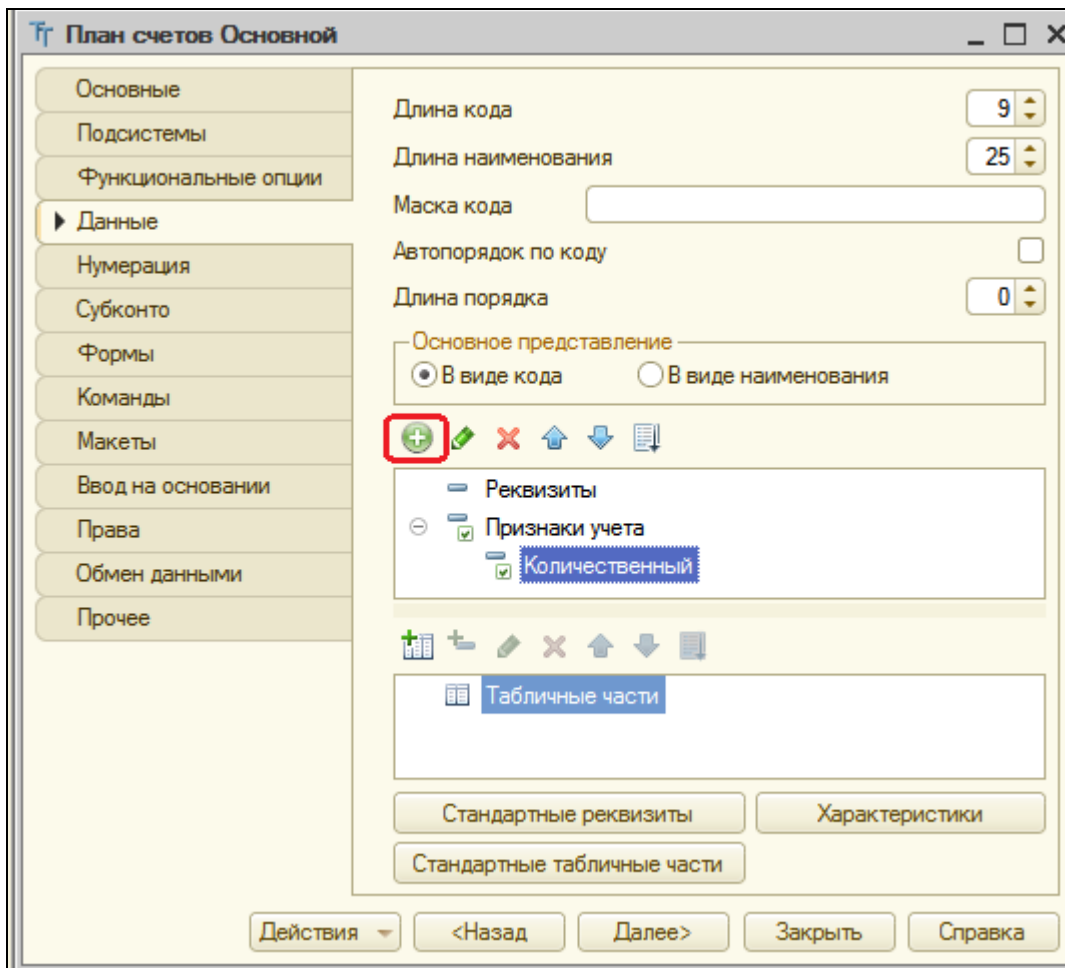 План счетов Основной
Основные
Подсистемы
Функциональные опции
Данные
Нумерация
Субконто
Формы
Команды
Макеты
Ввод на основании
Права
Обмен данными
Прочее
Длина кода 9
Длина наименования 25
Маска кода
Автопорядок по коду
Длина порядка 0
Основное представление
В виде кода В виде наименования
Реквизиты
Признаки учета
Количественный
Табличные части
Стандартные реквизиты Характеристики
Стандартные табличные части
Действия <Назад Далее> Закрыть Справка